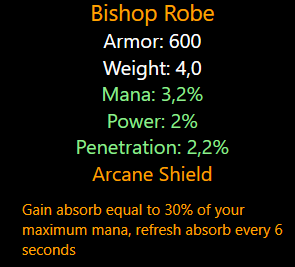 Bishop Robe
Armor: 600
Weight: 4,0
Mana: 3,2%
Power: 2%
Penetration: 2,2%
Arcane Shield
Gain absorb equal to 30% of your
maximum mana, refresh absorb every 6
seconds